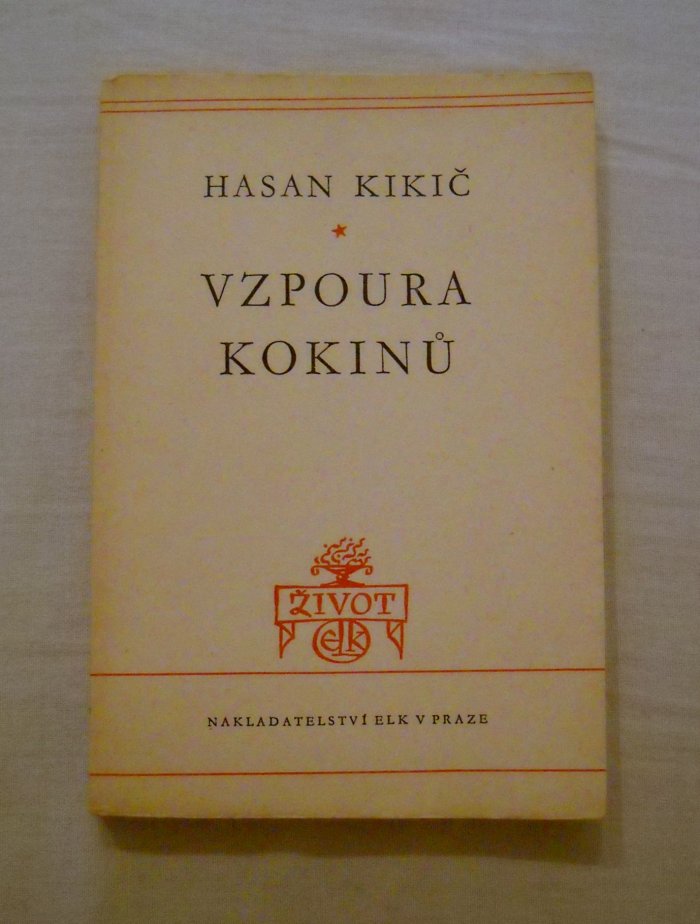 HASAN KIKIČ
VZPOURA
KOKINŮ
ŽIVOT
elk
NAKLADATELSTVÍ ELK V PRAZE